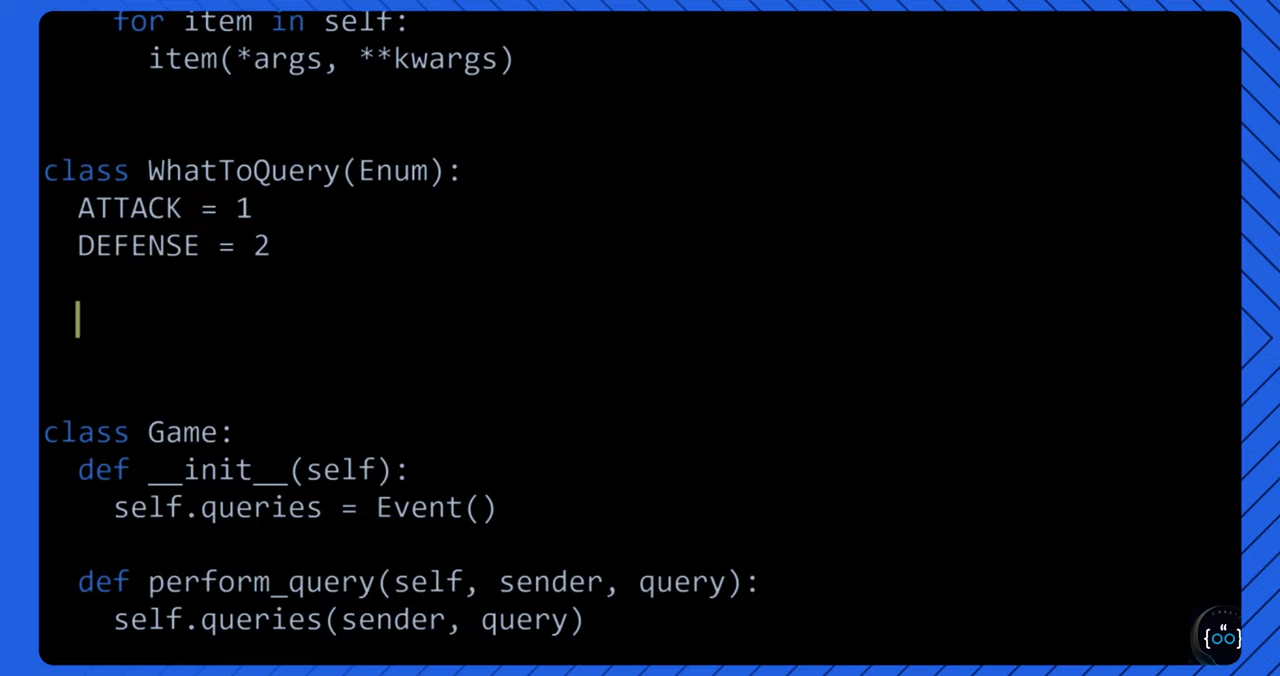 for item in self:
item(*args, **kwargs)
class WhatToQuery(Enum):
ATTACK = 1
DEFENSE = 2
class Game:
def __init__(self):
self.queries = Event()
def perform_query(self, sender, query):
self.queries(sender, query)